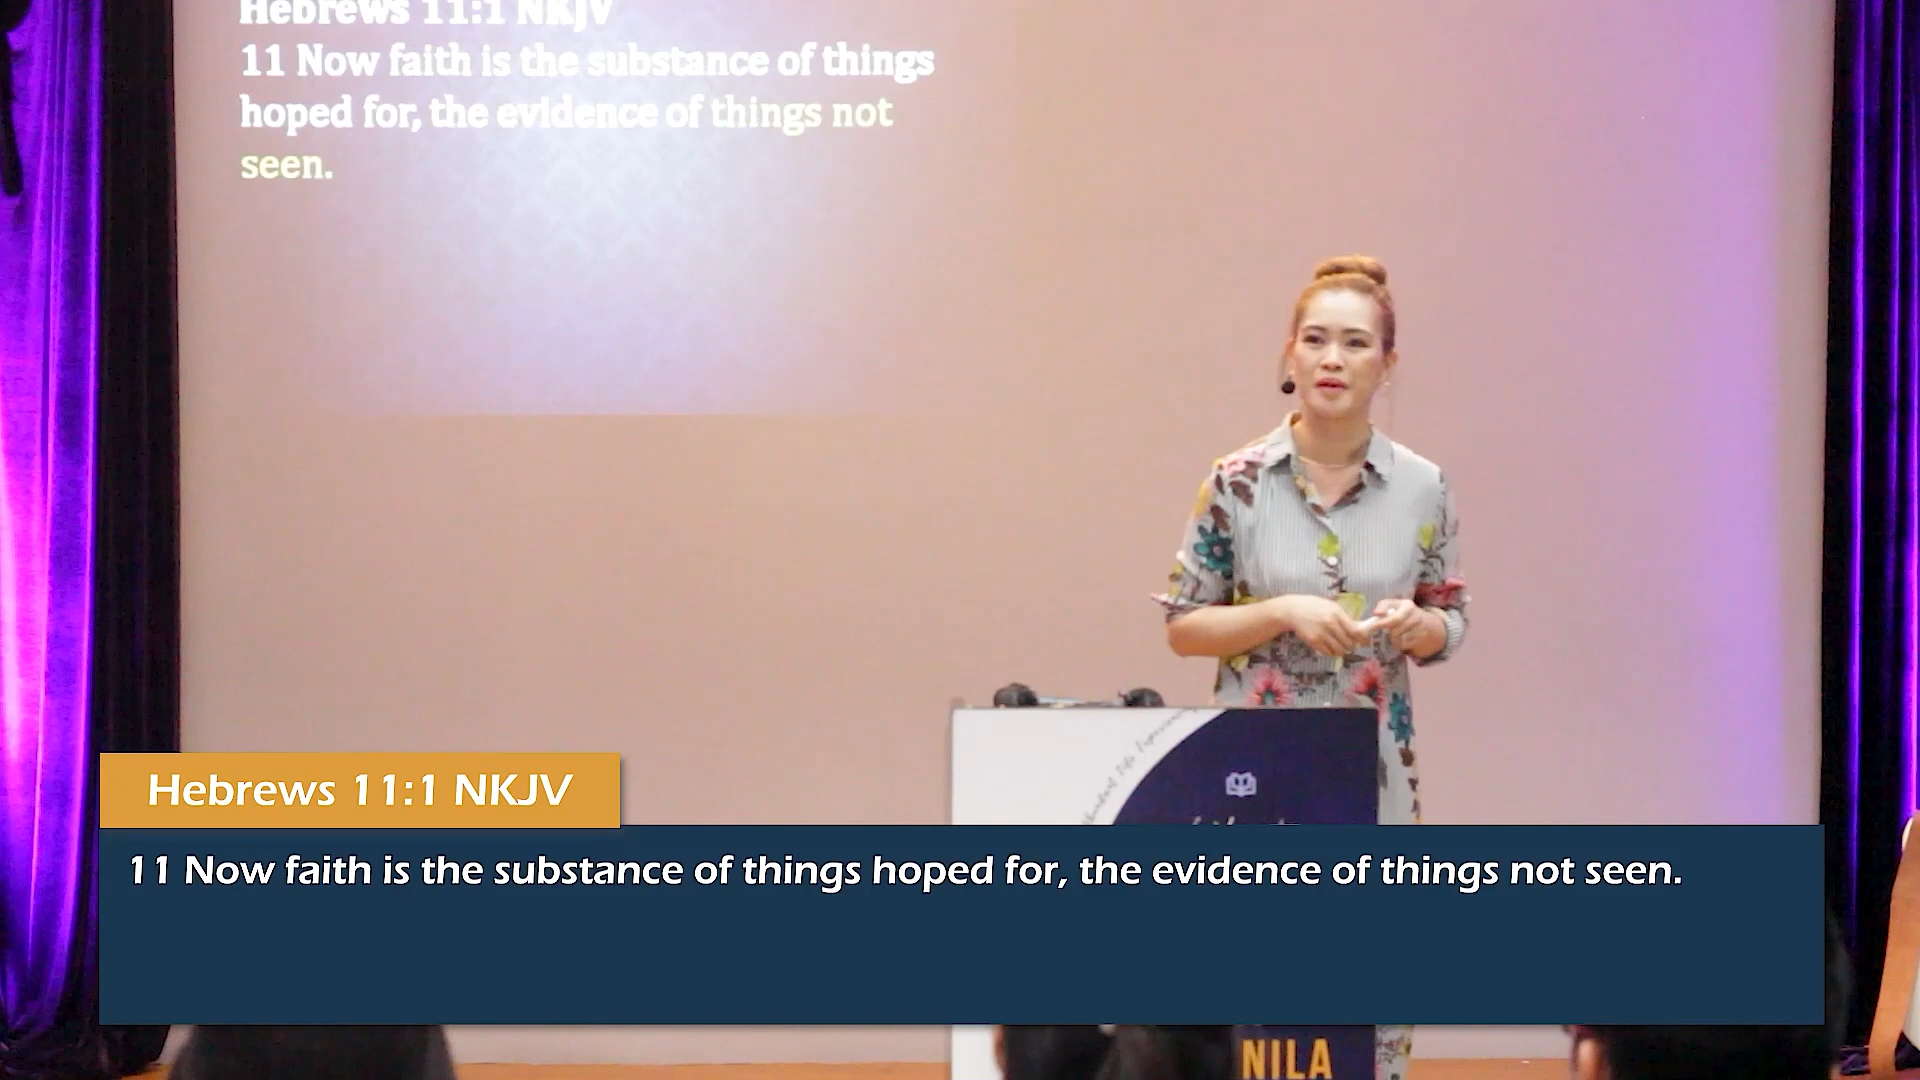 Hebrews 11:1 NKJV
11 Now faith is the substance of things
hoped for, the evidence of things not
seen.
Hebrews 11:1 NKJV
11 Now faith is the substance of things hoped for, the evidence of things not seen.
NILA